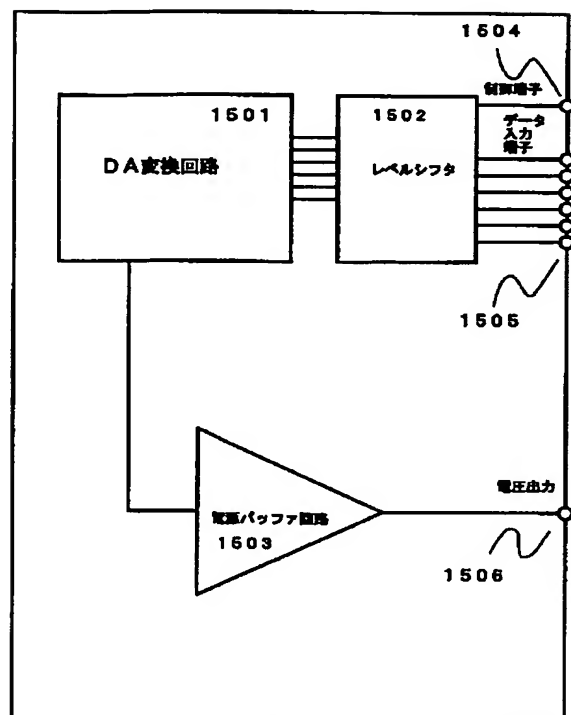 1504
制御端子
1501
1502
データ
入力
端子
DA変換回路
レベルシフタ
1505
電圧出力
電源バッファ回路
1503
1506